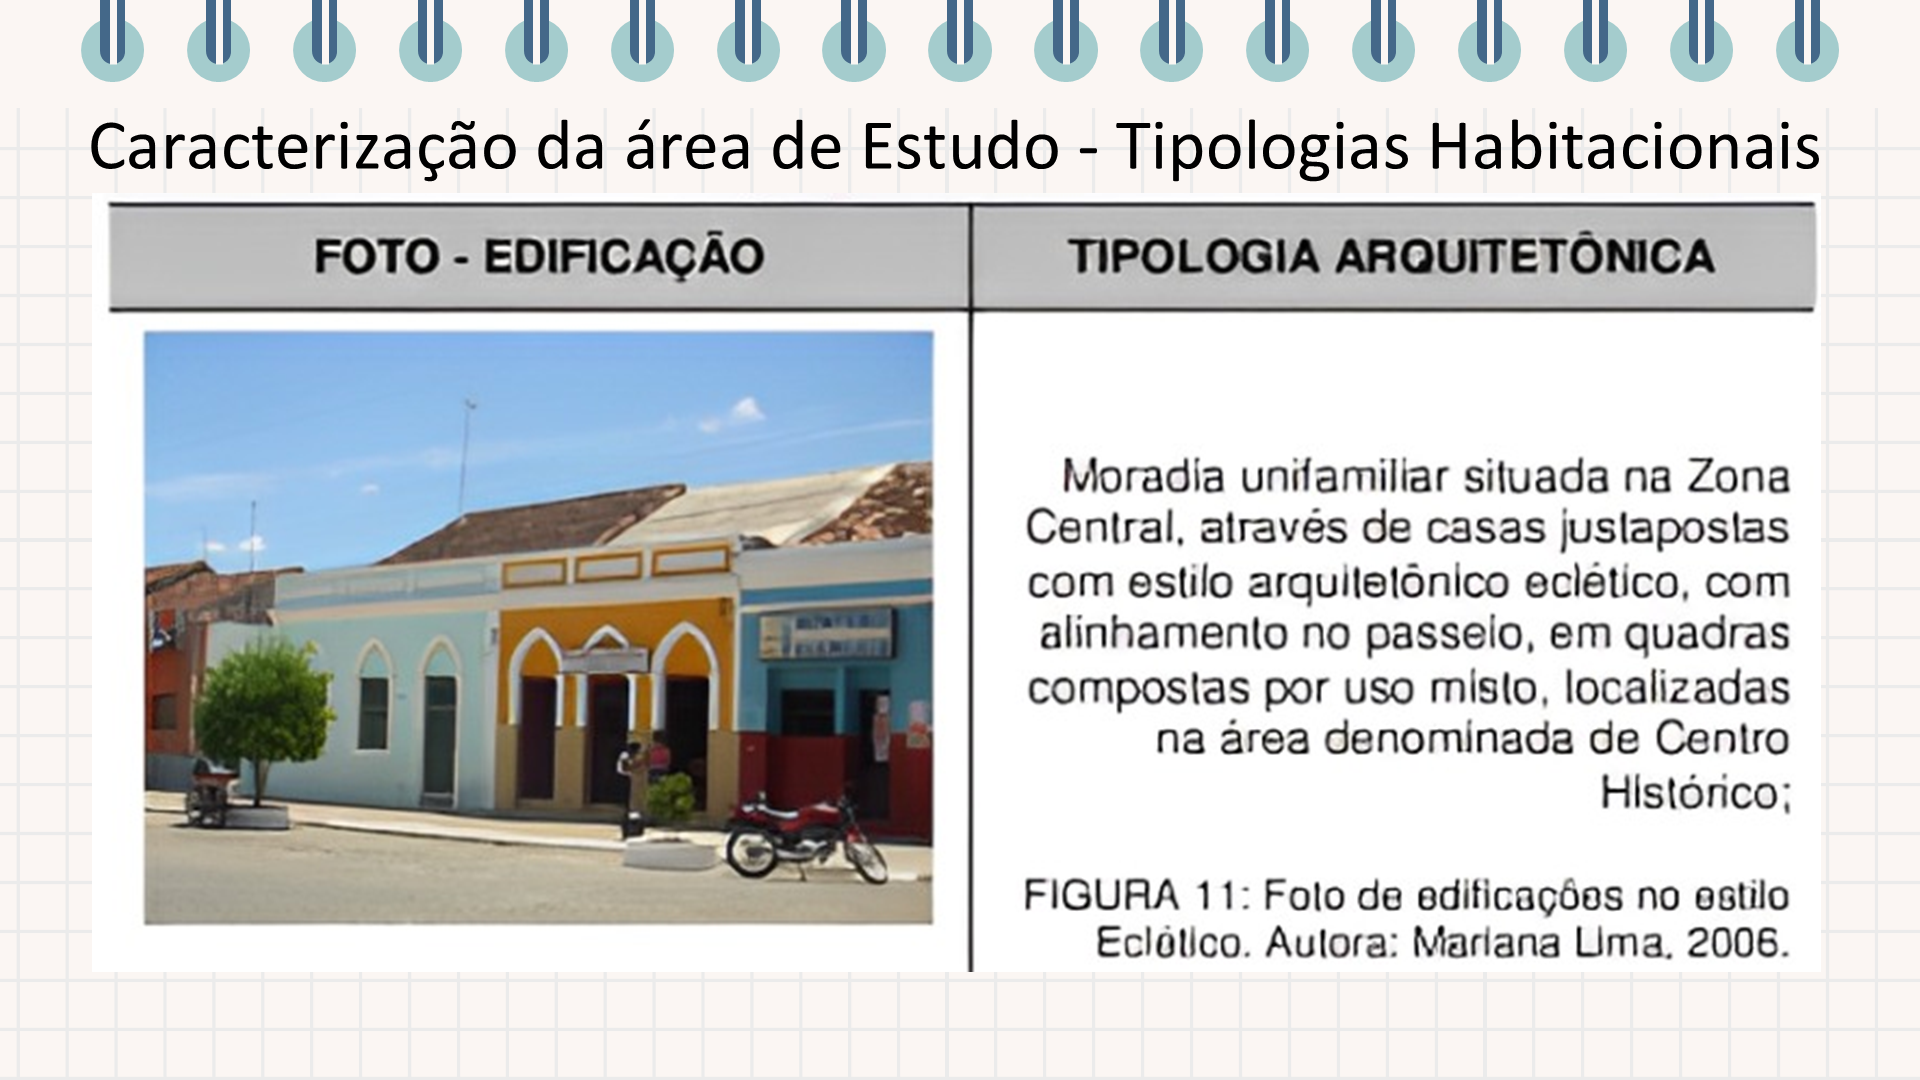 Caracterização da área de Estudo - Tipologias Habitacionais
FOTO - EDIFICAÇÃO
TIPOLOGIA ARQUITETÔNICA
Moradia unifamiliar situada na Zona
Central, através de casas justapostas
com estilo arquitetônico eclético, com
alinhamento no passeio, em quadras
compostas por uso misto, localizadas
na área denominada de Centro
Histórico;
FIGURA 11: Foto de edificações no estilo
Eclético. Autora: Mariana Lima, 2006.